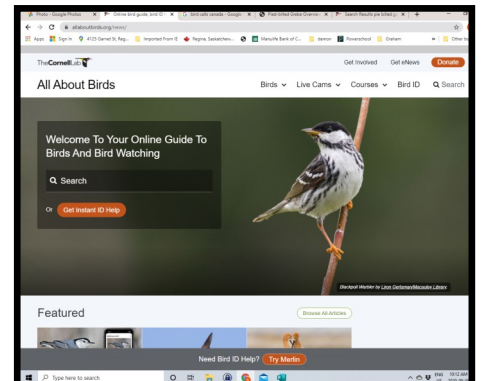 Photo - Google Photos
Online bird guide, bird ID
bird calls canada - Google
Pied-billed Grebe Overview
Search Results pie billed
allaboutbirds.org/news/
Apps Sign in 4125 Garnet St, Reg... Imported From IE Regina, Saskatchew... Manulife Bank of C... damon Powerschool Graham Other
TheCornellLab
Get Involved Get eNews Donate
All About Birds
Birds Live Cams Courses Bird ID Search
Welcome To Your Online Guide To
Birds And Bird Watching
Search
Or Get Instant ID Help
Blackpoll Warbler by
Macaulay Library
Featured
Browse All Articles
Need Bird ID Help? Try Merlin
Type here to search
ENG 10:12 AM